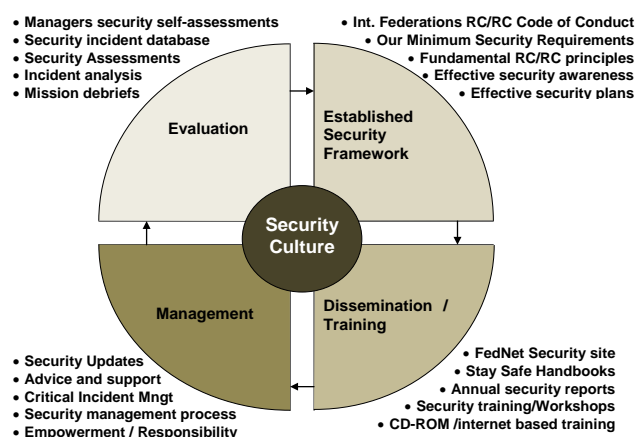 • Managers security self-assessments
• Security incident database
• Security Assessments
• Incident analysis
• Mission debriefs
• Int. Federations RC/RC Code of Conduct
• Our Minimum Security Requirements
• Fundamental RC/RC principles
• Effective security awareness
• Effective security plans
Evaluation
Established
Security
Framework
Security
Culture
Management
Dissemination /
Training
• Security Updates
• Advice and support
• Critical Incident Mngt
• Security management process
• Empowerment / Responsibility
• FedNet Security site
• Stay Safe Handbooks
• Annual security reports
• Security training/Workshops
• CD-ROM /internet based training